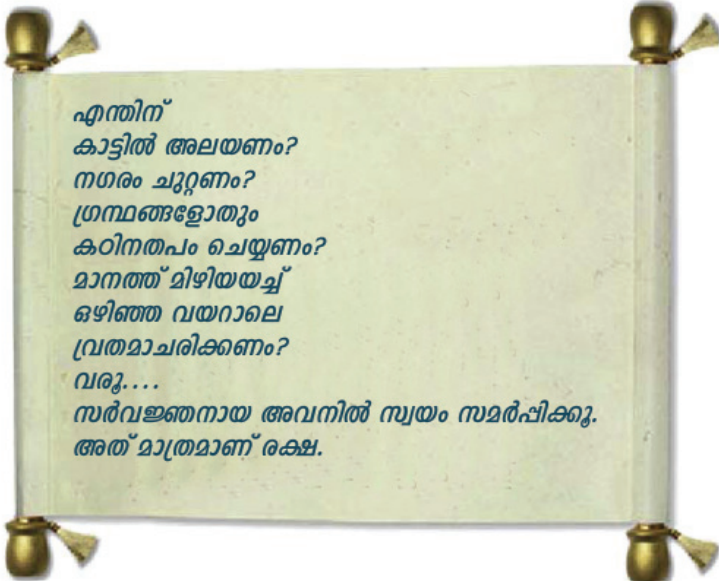 എന്തിന്
കാട്ടിൽ അലയണം?
നഗരം ചുറ്റണം?
ഗ്രന്ഥങ്ങളോതും
കഠിനതപം ചെയ്യണം?
മാനത്ത് മിഴിയയച്ച്
ഒഴിഞ്ഞ വയറാലെ
വ്രതമാചരിക്കണം?
വരൂ....
സർവജ്ഞനായ അവനിൽ സ്വയം സമർപ്പിക്കൂ.
അത് മാത്രമാണ് രക്ഷ.